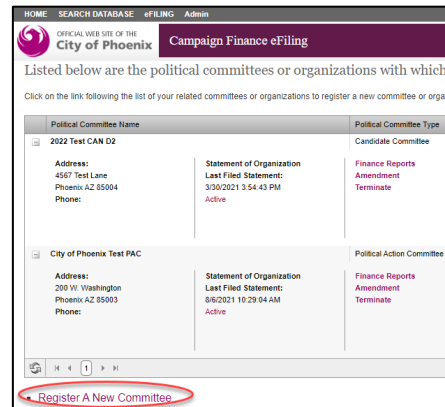 HOME SEARCH DATABASE eFILING Admin
OFFICIAL WEB SITE OF THE
City of Phoenix
Campaign Finance eFiling
Listed below are the political committees or organizations with which
Click on the link following the list of your related committees or organizations to register a new committee or orga
Political Committee Name Political Committee Type
2022 Test CAN D2 Candidate Committee
Address: Statement of Organization Finance Reports
4567 Test Lane Last Filed Statement: Amendment
Phoenix AZ 85004 3/30/2021 3:54:43 PM Terminate
Phone: Active
City of Phoenix Test PAC Political Action Committee
Address: Statement of Organization Finance Reports
200 W. Washington Last Filed Statement: Amendment
Phoenix AZ 85003 8/6/2021 10:29:04 AM Terminate
Phone: Active
1
Register A New Committee